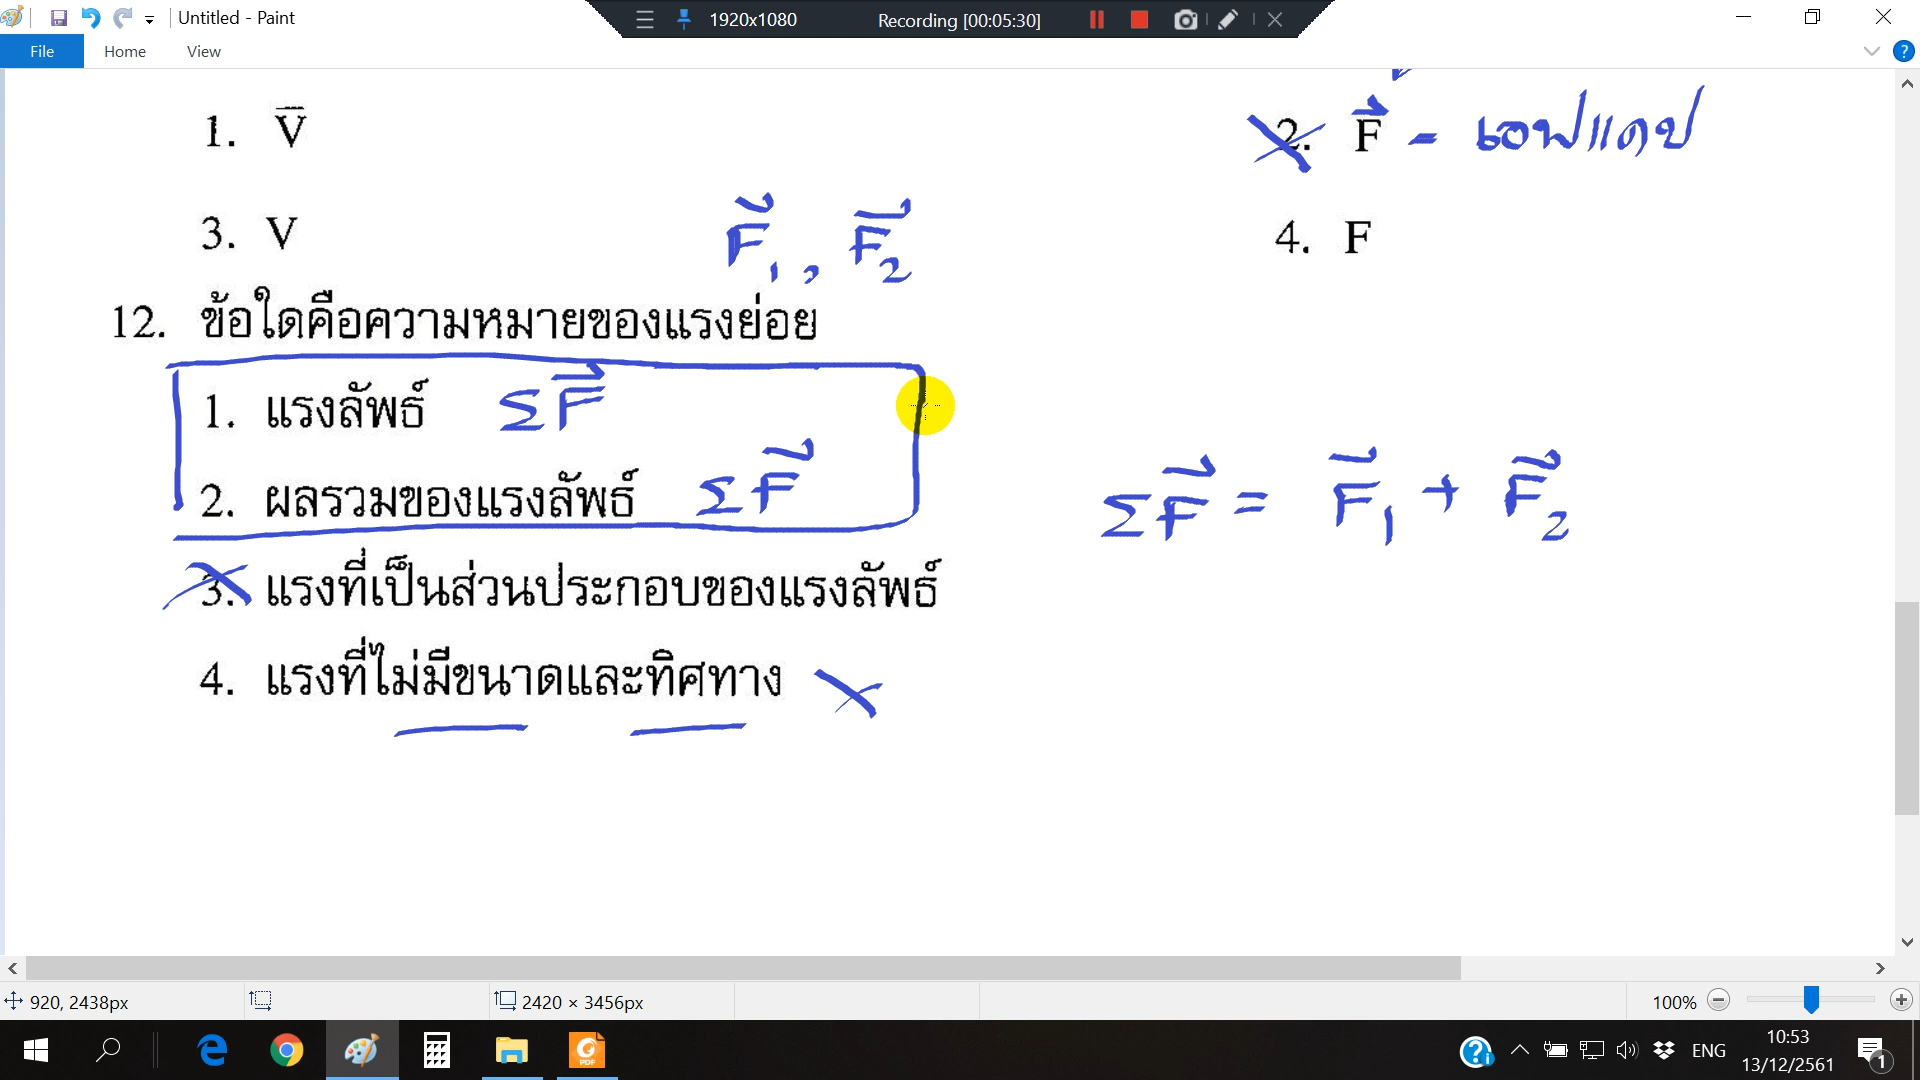 Untitled - Paint
1920x1080
Recording [00:05:30]
File
Home
View
1. V̅
2. F⃗ = เอฟแคป
3. V
F⃗₁ , F⃗₂
4. F
12. ข้อใดคือความหมายของแรงย่อย
1. แรงลัพธ์ ΣF⃗
2. ผลรวมของแรงลัพธ์ ΣF⃗
ΣF⃗ = F⃗₁ + F⃗₂
3. แรงที่เป็นส่วนประกอบของแรงลัพธ์
4. แรงที่ไม่มีขนาดและทิศทาง
920, 2438px
2420 × 3456px
100%
PDF
ENG
10:53
13/12/2561
1